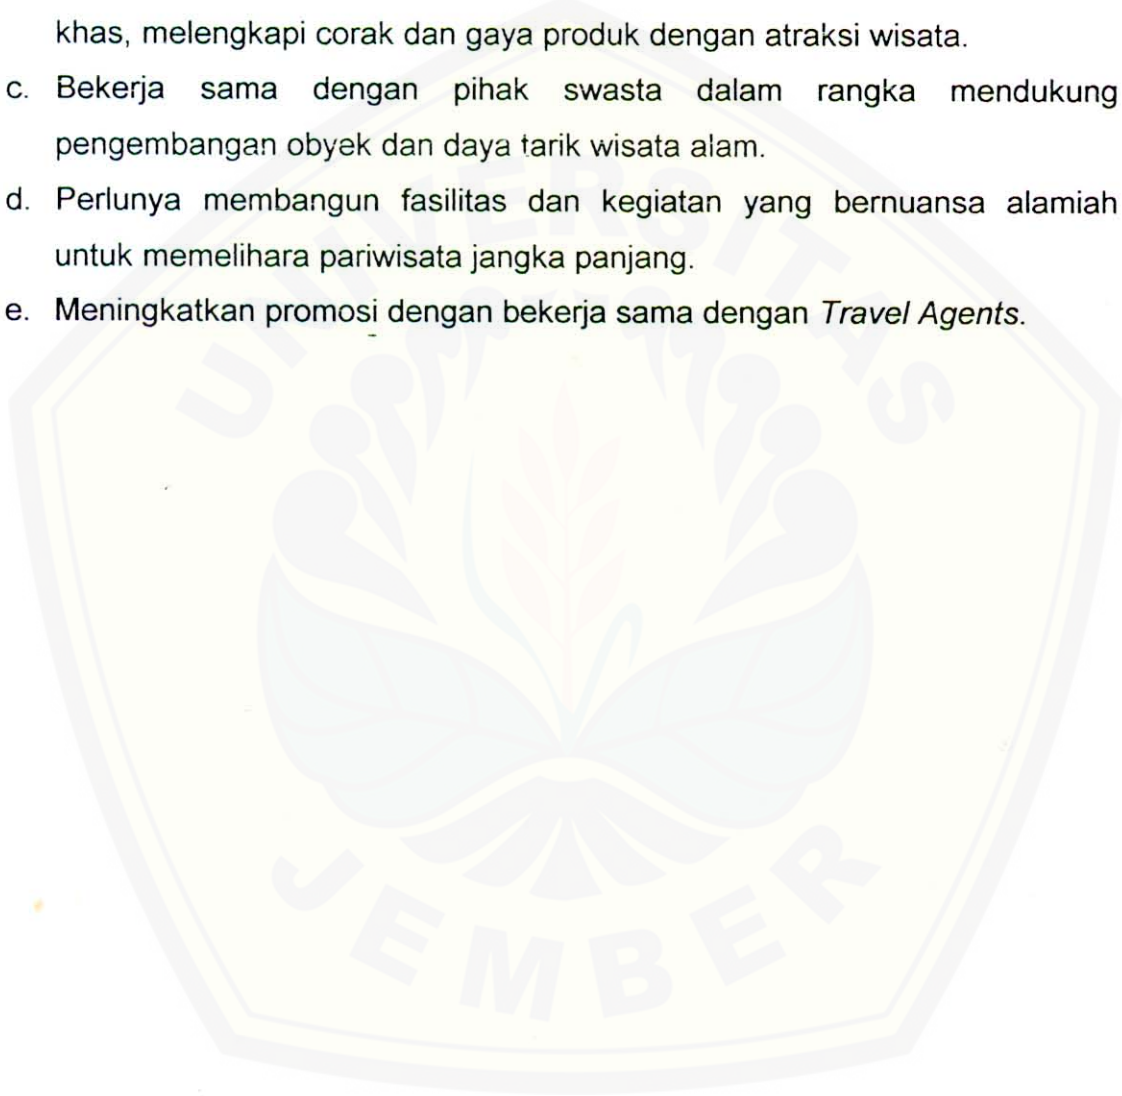 khas, melengkapi corak dan gaya produk dengan atraksi wisata.
c. Bekerja sama dengan pihak swasta dalam rangka mendukung
pengembangan obyek dan daya tarik wisata alam.
d. Perlunya membangun fasilitas dan kegiatan yang bernuansa alamiah
untuk memelihara pariwisata jangka panjang.
e. Meningkatkan promosi dengan bekerja sama dengan Travel Agents.
UNIVERSITAS
JEMBER